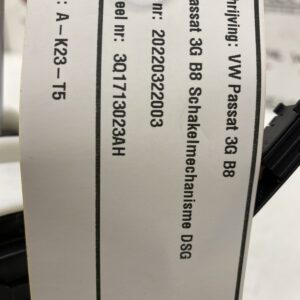 hrijving: VW Passat 3G B8
Passat 3G B8 Schakelmechanisme DSG
nr: 20220322003
eel nr: 3Q1713023AH
: A-K23-T5